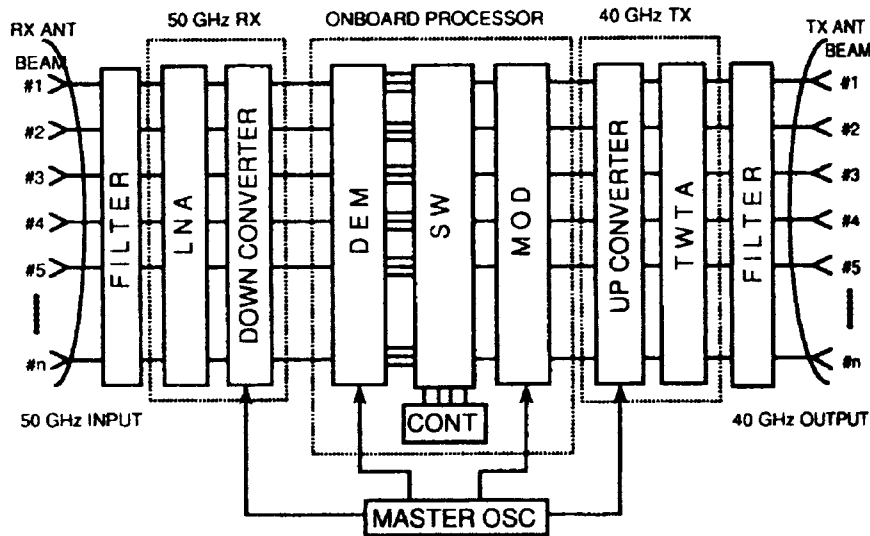 50 GHz RX
ONBOARD PROCESSOR
40 GHz TX
RX ANT
BEAM
TX ANT
BEAM
#1
#2
#3
#4
#5
#n
FILTER
LNA
DOWN CONVERTER
DEM
SW
MOD
UP CONVERTER
TWTA
FILTER
#1
#2
#3
#4
#5
#n
CONT
50 GHz INPUT
40 GHz OUTPUT
MASTER OSC